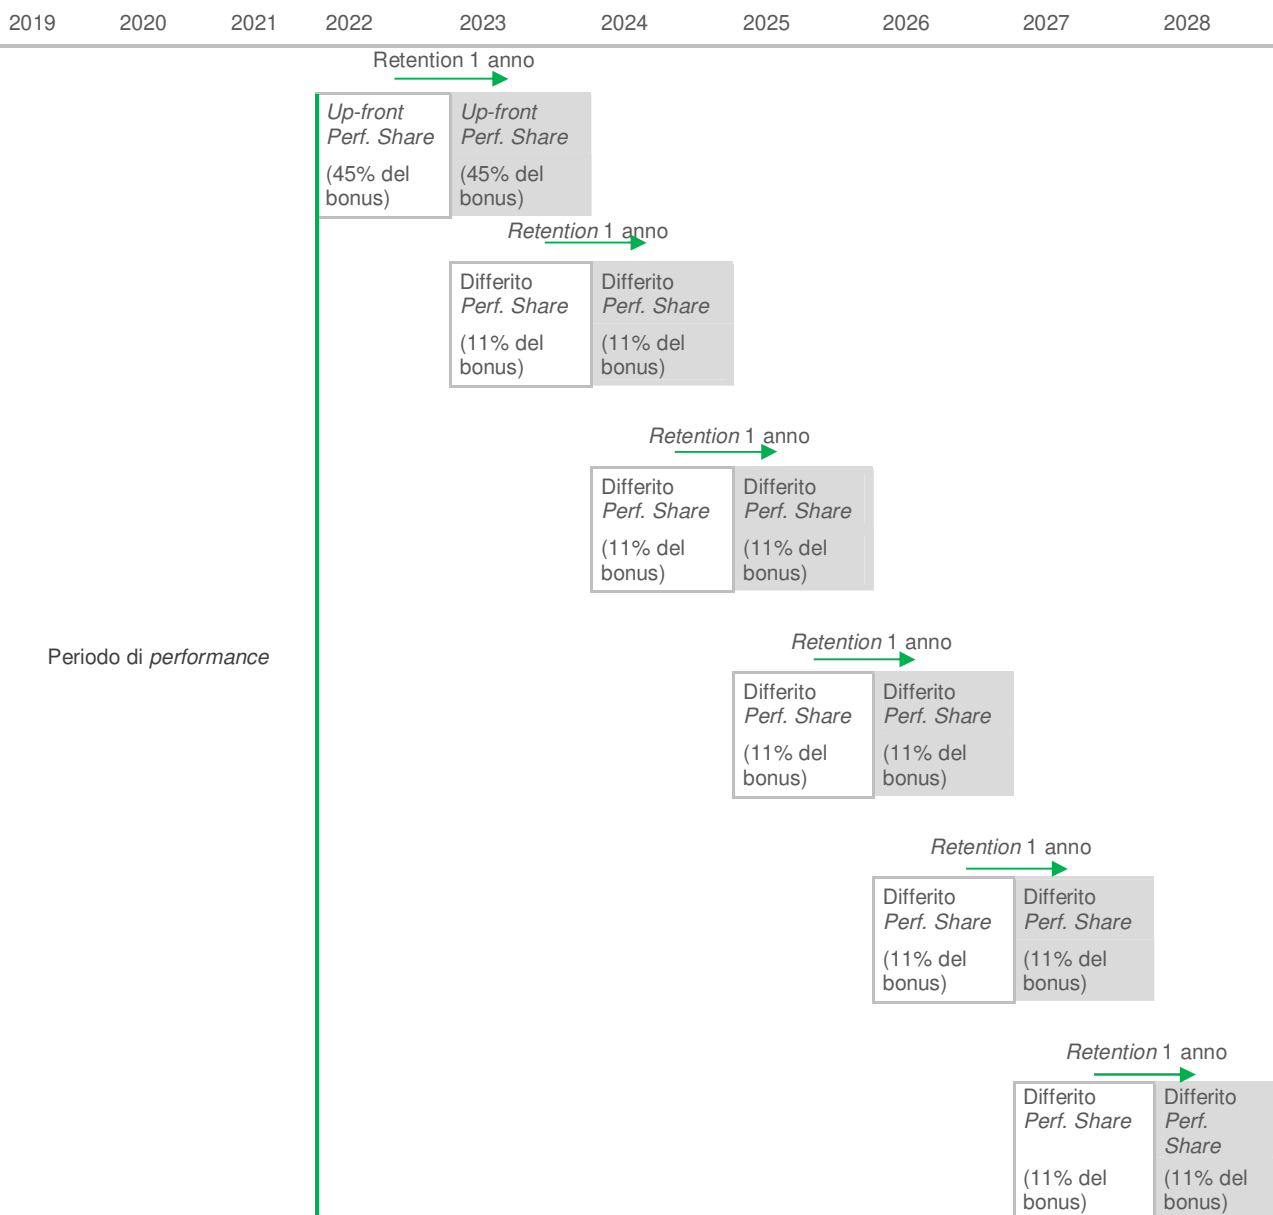 2019 2020 2021 2022 2023 2024 2025 2026 2027 2028
Retention 1 anno
Up-front Up-front
Perf. Share Perf. Share
(45% del (45% del
bonus) bonus)
Retention 1 anno
Differito Differito
Perf. Share Perf. Share
(11% del (11% del
bonus) bonus)
Retention 1 anno
Differito Differito
Perf. Share Perf. Share
(11% del (11% del
bonus) bonus)
Periodo di performance
Retention 1 anno
Differito Differito
Perf. Share Perf. Share
(11% del (11% del
bonus) bonus)
Retention 1 anno
Differito Differito
Perf. Share Perf. Share
(11% del (11% del
bonus) bonus)
Retention 1 anno
Differito Differito
Perf. Share Perf.
Share
(11% del (11% del
bonus) bonus)